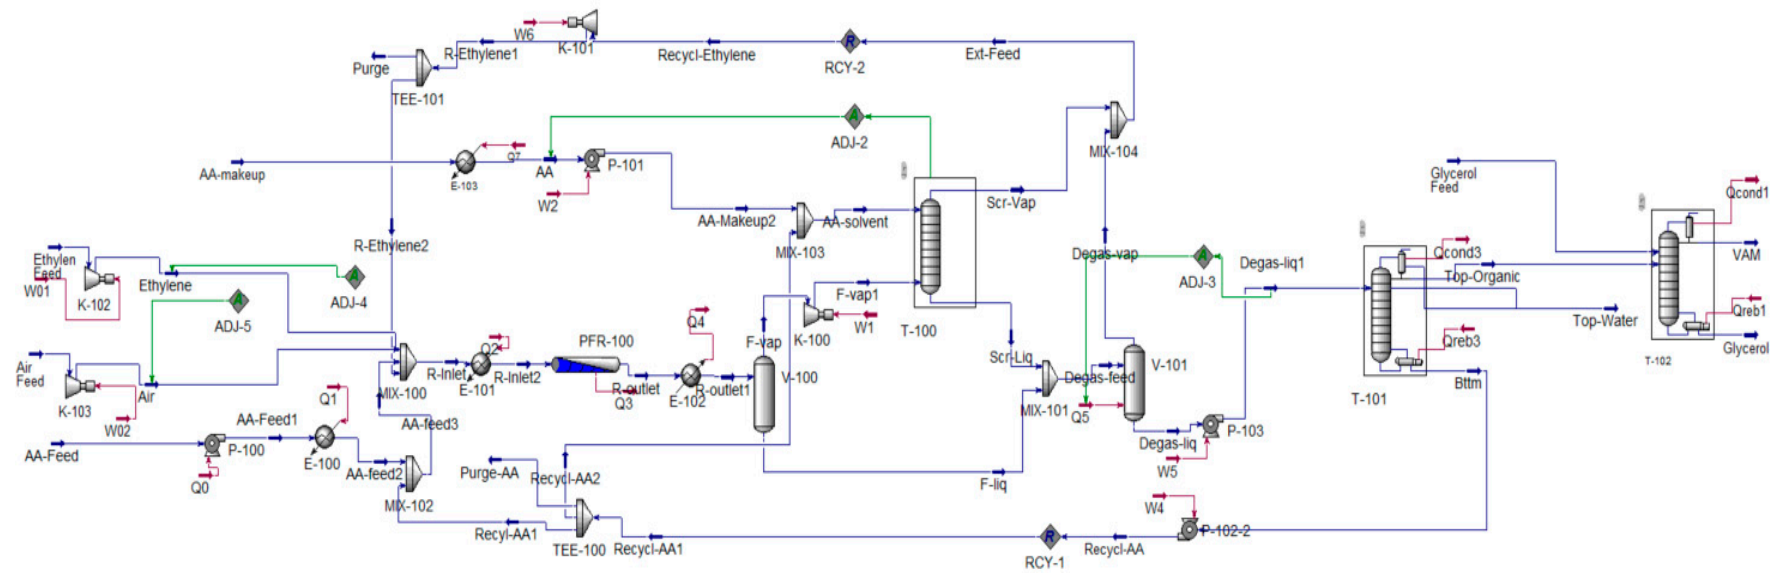 W6
K-101
R-Ethylene1
Recycl-Ethylene
RCY-2
R
Ext-Feed
Purge
TEE-101
A
ADJ-2
MIX-104
AA-makeup
E-103
Q7
AA
P-101
W2
Glycerol
Feed
Qcond1
AA-Makeup2
AA-solvent
MIX-103
Scr-Vap
R-Ethylene2
Degas-vap
A
ADJ-3
Degas-liq1
Qcond3
Top-Organic
VAM
Ethylen
Feed
W01
K-102
Ethylene
A
ADJ-4
A
ADJ-5
F-vap1
K-100
W1
T-100
Top-Water
Qreb1
Glycerol
T-102
Qreb3
Q4
F-vap
PFR-100
Q2
R-Inlet
E-101
R-Inlet2
Q3
R-outlet
E-102
R-outlet1
V-100
Scr-Liq
MIX-101
Degas-feed
Q5
V-101
Bttm
T-101
Air
Feed
K-103
Air
W02
Q1
MIX-100
AA-feed3
AA-Feed
P-100
Q0
AA-Feed1
E-100
AA-feed2
MIX-102
Degas-liq
P-103
W5
Purge-AA
Recycl-AA2
F-liq
W4
P-102-2
Recyl-AA1
TEE-100
Recycl-AA1
R
RCY-1
Recycl-AA